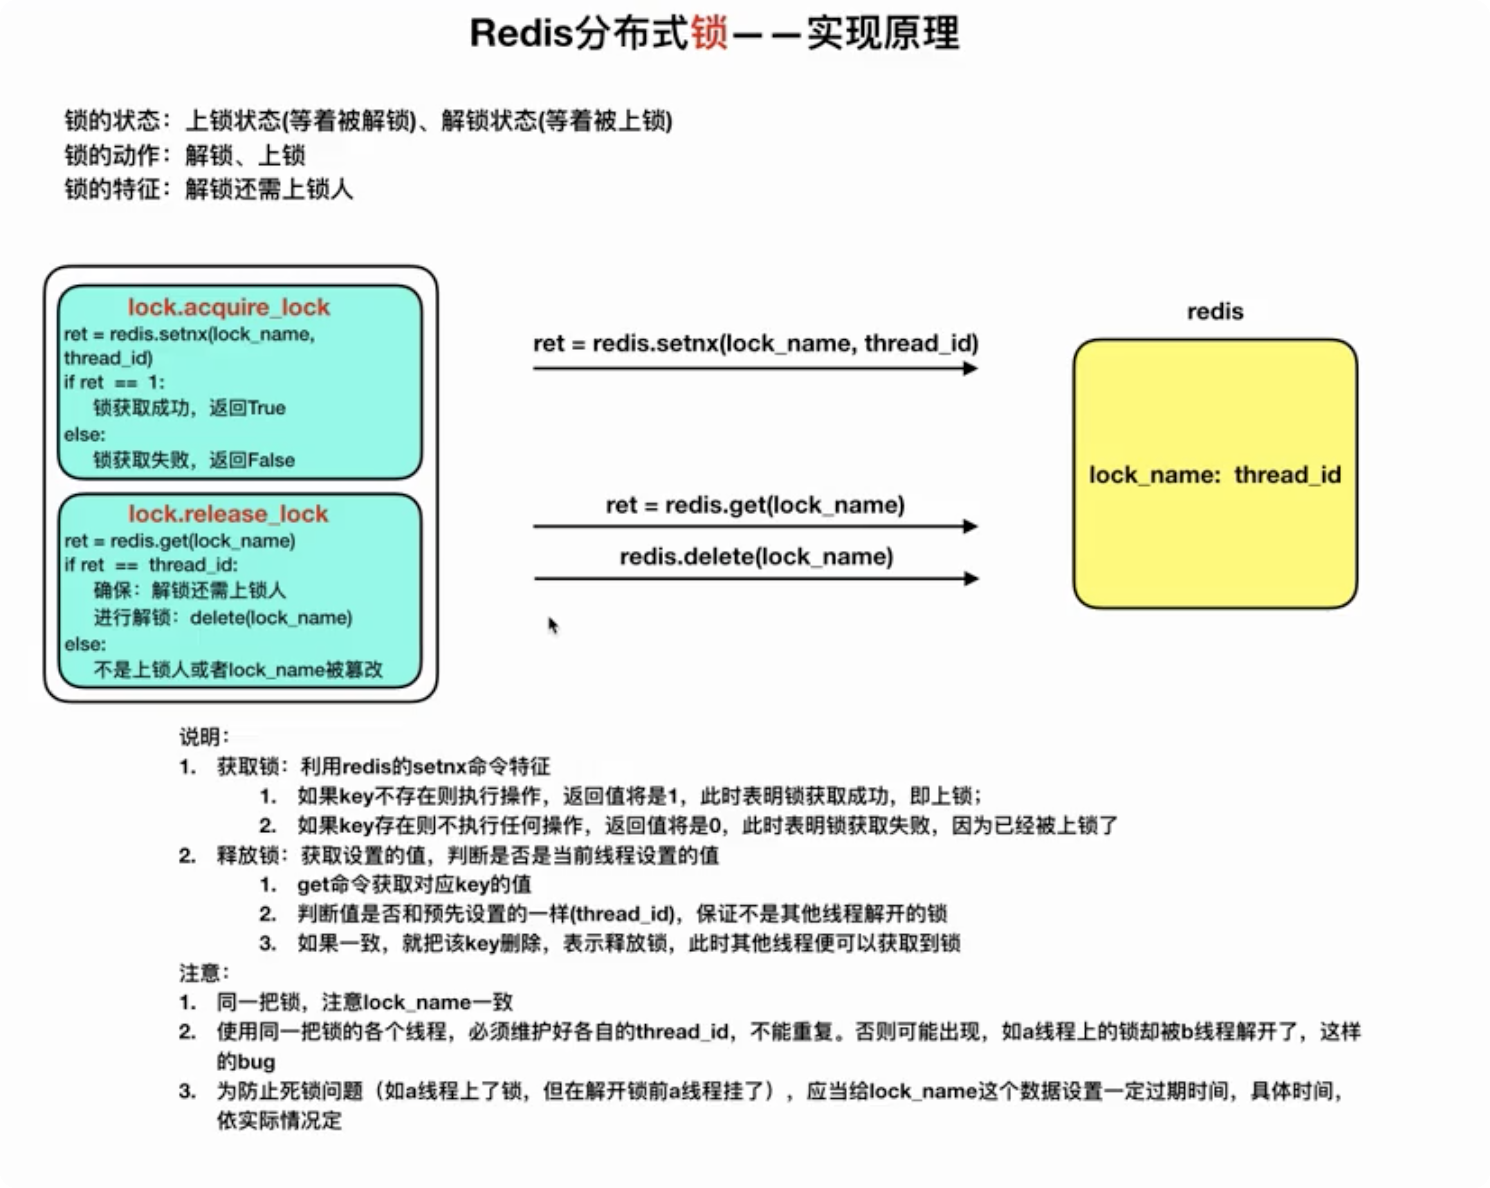 Redis分布式锁——实现原理
锁的状态：上锁状态(等着被解锁)、解锁状态(等着被上锁)
锁的动作：解锁、上锁
锁的特征：解锁还需上锁人
lock.acquire_lock
ret = redis.setnx(lock_name,
thread_id)
if ret == 1:
锁获取成功，返回True
else:
锁获取失败，返回False
lock.release_lock
ret = redis.get(lock_name)
if ret == thread_id:
确保：解锁还需上锁人
进行解锁：delete(lock_name)
else:
不是上锁人或者lock_name被篡改
ret = redis.setnx(lock_name, thread_id)
ret = redis.get(lock_name)
redis.delete(lock_name)
redis
lock_name: thread_id
说明：
1. 获取锁：利用redis的setnx命令特征
1. 如果key不存在则执行操作，返回值将是1，此时表明锁获取成功，即上锁；
2. 如果key存在则不执行任何操作，返回值将是0，此时表明锁获取失败，因为已经被上锁了
2. 释放锁：获取设置的值，判断是否是当前线程设置的值
1. get命令获取对应key的值
2. 判断值是否和预先设置的一样(thread_id)，保证不是其他线程解开的锁
3. 如果一致，就把该key删除，表示释放锁，此时其他线程便可以获取到锁
注意：
1. 同一把锁，注意lock_name一致
2. 使用同一把锁的各个线程，必须维护好各自的thread_id，不能重复。否则可能出现，如a线程上的锁却被b线程解开了，这样
的bug
3. 为防止死锁问题（如a线程上了锁，但在解开锁前a线程挂了），应当给lock_name这个数据设置一定过期时间，具体时间，
依实际情况定